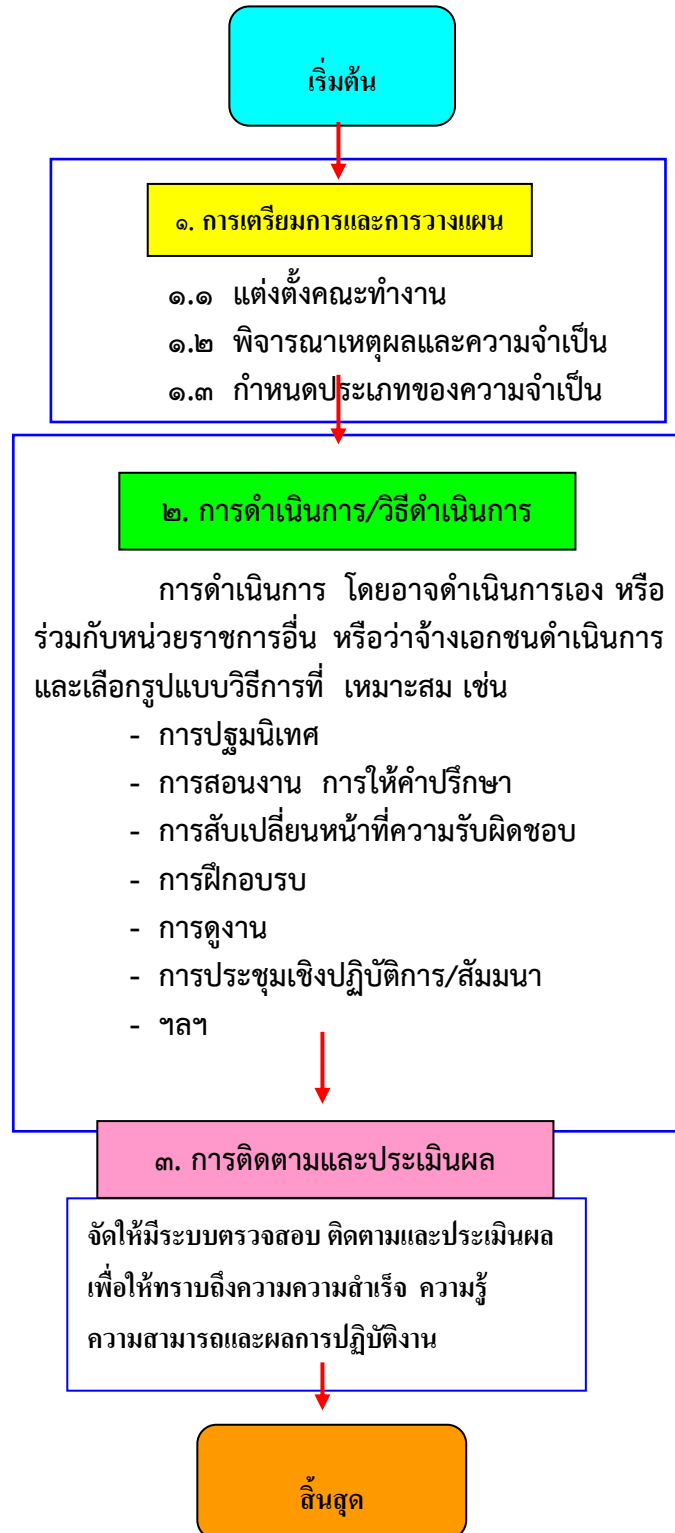 เริ่มต้น
๑. การเตรียมการและการวางแผน
๑.๑ แต่งตั้งคณะทำงาน
๑.๒ พิจารณาเหตุผลและความจำเป็น
๑.๓ กำหนดประเภทของความจำเป็น
๒. การดำเนินการ/วิธีดำเนินการ
การดำเนินการ โดยอาจดำเนินการเอง หรือ
ร่วมกับหน่วยราชการอื่น หรือว่าจ้างเอกชนดำเนินการ
และเลือกรูปแบบวิธีการที่ เหมาะสม เช่น
- การปฐมนิเทศ
- การสอนงาน การให้คำปรึกษา
- การสับเปลี่ยนหน้าที่ความรับผิดชอบ
- การฝึกอบรบ
- การดูงาน
- การประชุมเชิงปฏิบัติการ/สัมมนา
- ฯลฯ
๓. การติดตามและประเมินผล
จัดให้มีระบบตรวจสอบ ติดตามและประเมินผล
เพื่อให้ทราบถึงความความสำเร็จ ความรู้
ความสามารถและผลการปฏิบัติงาน
สิ้นสุด